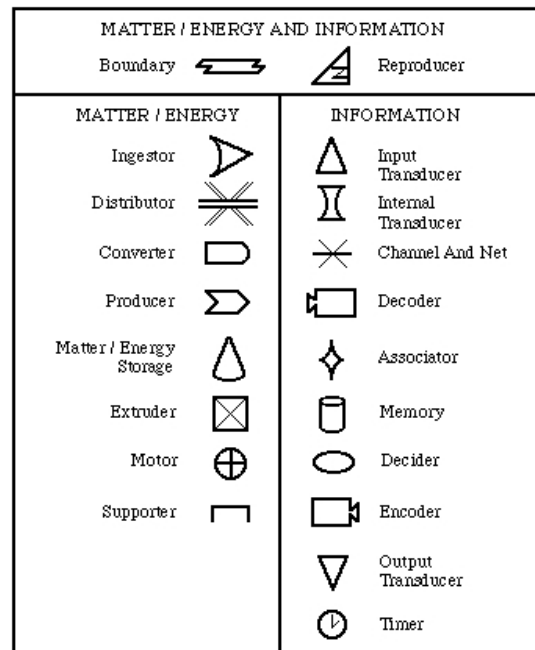 MATTER / ENERGY AND INFORMATION
Boundary
Reproducer
MATTER / ENERGY
Ingestor
Distributor
Converter
Producer
Matter / Energy
Storage
Extruder
Motor
Supporter
INFORMATION
Input
Transducer
Internal
Transducer
Channel And Net
Decoder
Associator
Memory
Decider
Encoder
Output
Transducer
Timer